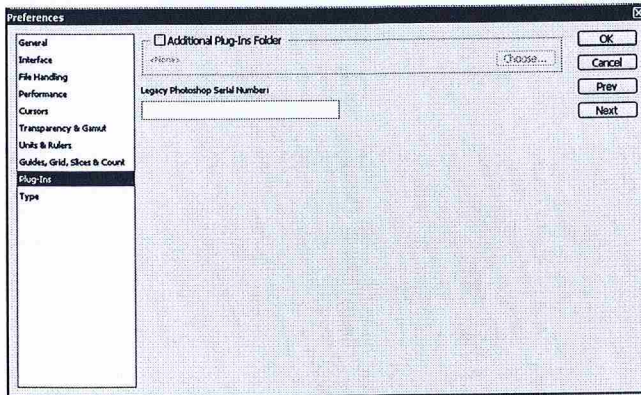 Preferences
General
Interface
File Handling
Performance
Cursors
Transparency & Gamut
Units & Rulers
Guides, Grid, Slices & Count
Plug-Ins
Type
Additional Plug-Ins Folder
<None>
Choose...
Legacy Photoshop Serial Number:
OK
Cancel
Prev
Next